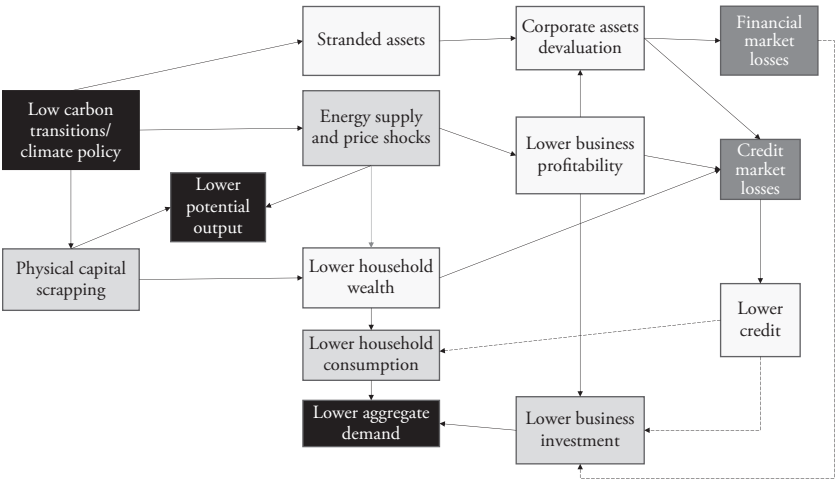 Stranded assets
Corporate assets
devaluation
Financial
market
losses
Low carbon
transitions/
climate policy
Energy supply
and price shocks
Lower business
profitability
Credit
market
losses
Lower
potential
output
Physical capital
scrapping
Lower household
wealth
Lower
credit
Lower household
consumption
Lower aggregate
demand
Lower business
investment